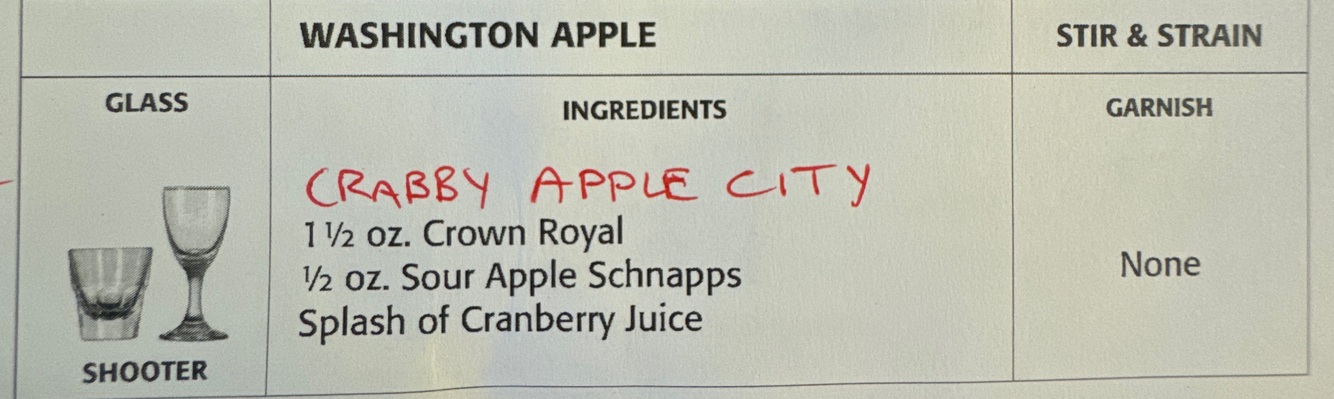 WASHINGTON APPLE
STIR & STRAIN
GLASS
INGREDIENTS
GARNISH
CRABBY APPLE CITY
1 ½ oz. Crown Royal
½ oz. Sour Apple Schnapps
Splash of Cranberry Juice
None
SHOOTER